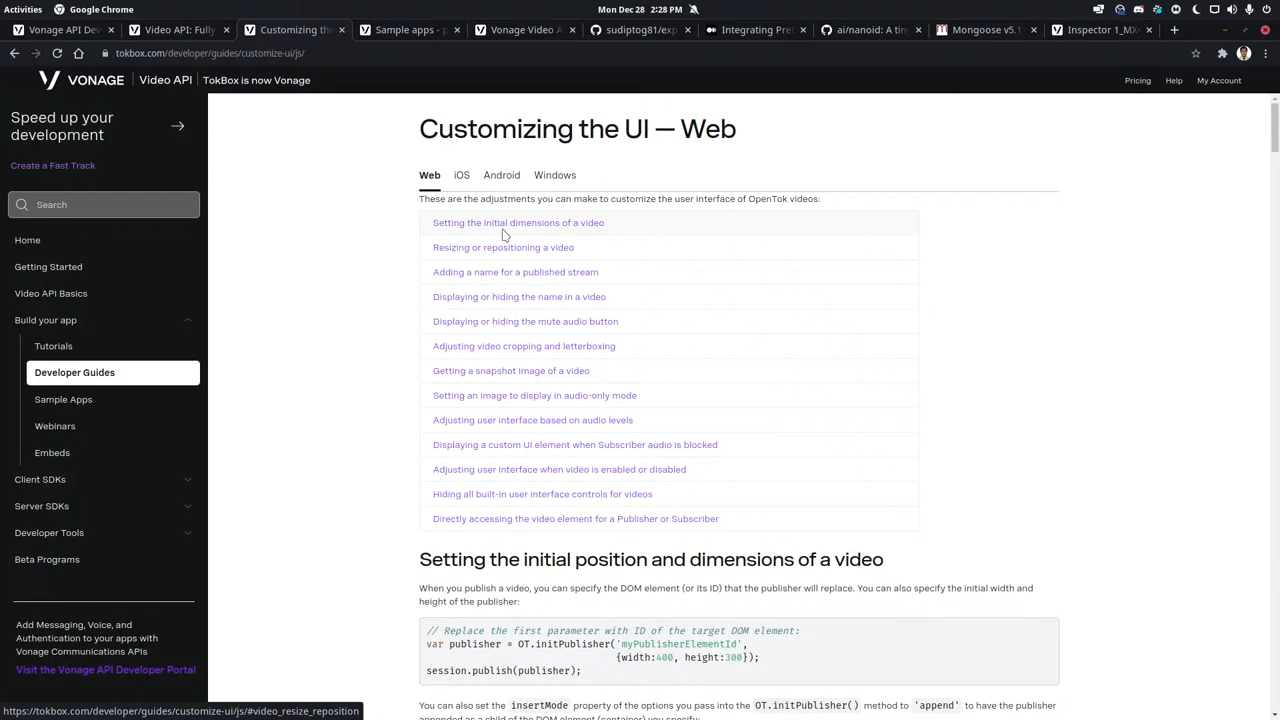 Activities
Google Chrome
Mon Dec 28 2:28 PM
Vonage API Dev
Video API: Fully
Customizing the
Sample apps - p
Vonage Video A
sudiptog81/exp
Integrating Pret
ai/nanoid: A tin
Mongoose v5.1
Inspector 1_MX4
tokbox.com/developer/guides/customize-ui/js/
VONAGE
Video API
TokBox is now Vonage
Pricing
Help
My Account
Speed up your
development
Create a Fast Track
Search
Home
Getting Started
Video API Basics
Build your app
Tutorials
Developer Guides
Sample Apps
Webinars
Embeds
Client SDKs
Server SDKs
Developer Tools
Beta Programs
Add Messaging, Voice, and
Authentication to your apps with
Vonage Communications APIs
Visit the Vonage API Developer Portal
https://tokbox.com/developer/guides/customize-ui/js/#video_resize_reposition
Customizing the UI — Web
Web
iOS
Android
Windows
These are the adjustments you can make to customize the user interface of OpenTok videos:
Setting the initial dimensions of a video
Resizing or repositioning a video
Adding a name for a published stream
Displaying or hiding the name in a video
Displaying or hiding the mute audio button
Adjusting video cropping and letterboxing
Getting a snapshot image of a video
Setting an image to display in audio-only mode
Adjusting user interface based on audio levels
Displaying a custom UI element when Subscriber audio is blocked
Adjusting user interface when video is enabled or disabled
Hiding all built-in user interface controls for videos
Directly accessing the video element for a Publisher or Subscriber
Setting the initial position and dimensions of a video
When you publish a video, you can specify the DOM element (or its ID) that the publisher will replace. You can also specify the initial width and
height of the publisher:
// Replace the first parameter with ID of the target DOM element:
var publisher = OT.initPublisher('myPublisherElementId',
{width:400, height:300});
session.publish(publisher);
You can also set the insertMode property of the options you pass into the OT.initPublisher() method to 'append' to have the publisher
appended as a child of the DOM element (container) you specify: